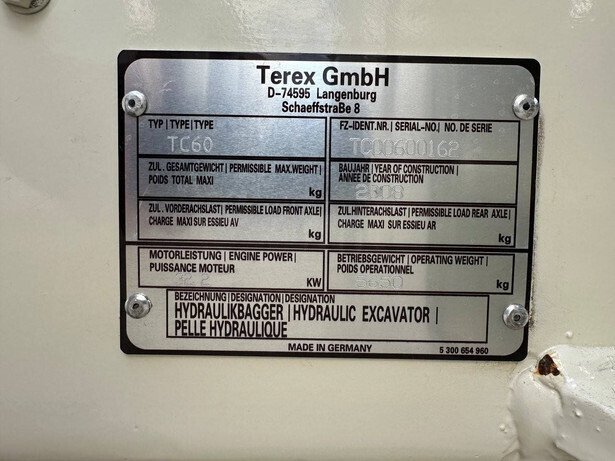 Terex GmbH
D-74595 Langenburg
Schaeffstraße 8
TYP | TYPE | TYPE
TC60
FZ-IDENT.NR. | SERIAL-NO. | NO. DE SERIE
TC00600162
ZUL. GESAMTGEWICHT | PERMISSIBLE MAX.WEIGHT |
POIDS TOTAL MAXI
kg
BAUJAHR | YEAR OF CONSTRUCTION |
ANNEE DE CONSTRUCTION
2008
ZUL. VORDERACHSLAST | PERMISSIBLE LOAD FRONT AXLE |
CHARGE MAXI SUR ESSIEU AV
kg
ZUL.HINTERACHSLAST | PERMISSIBLE LOAD REAR AXLE |
CHARGE MAXI SUR ESSIEU AR
kg
MOTORLEISTUNG | ENGINE POWER |
PUISSANCE MOTEUR
KW
BETRIEBSGEWICHT | OPERATING WEIGHT |
POIDS OPERATIONNEL
kg
BEZEICHNUNG | DESIGNATION | DESIGNATION
HYDRAULIKBAGGER | HYDRAULIC EXCAVATOR |
PELLE HYDRAULIQUE
MADE IN GERMANY
5 300 654 960